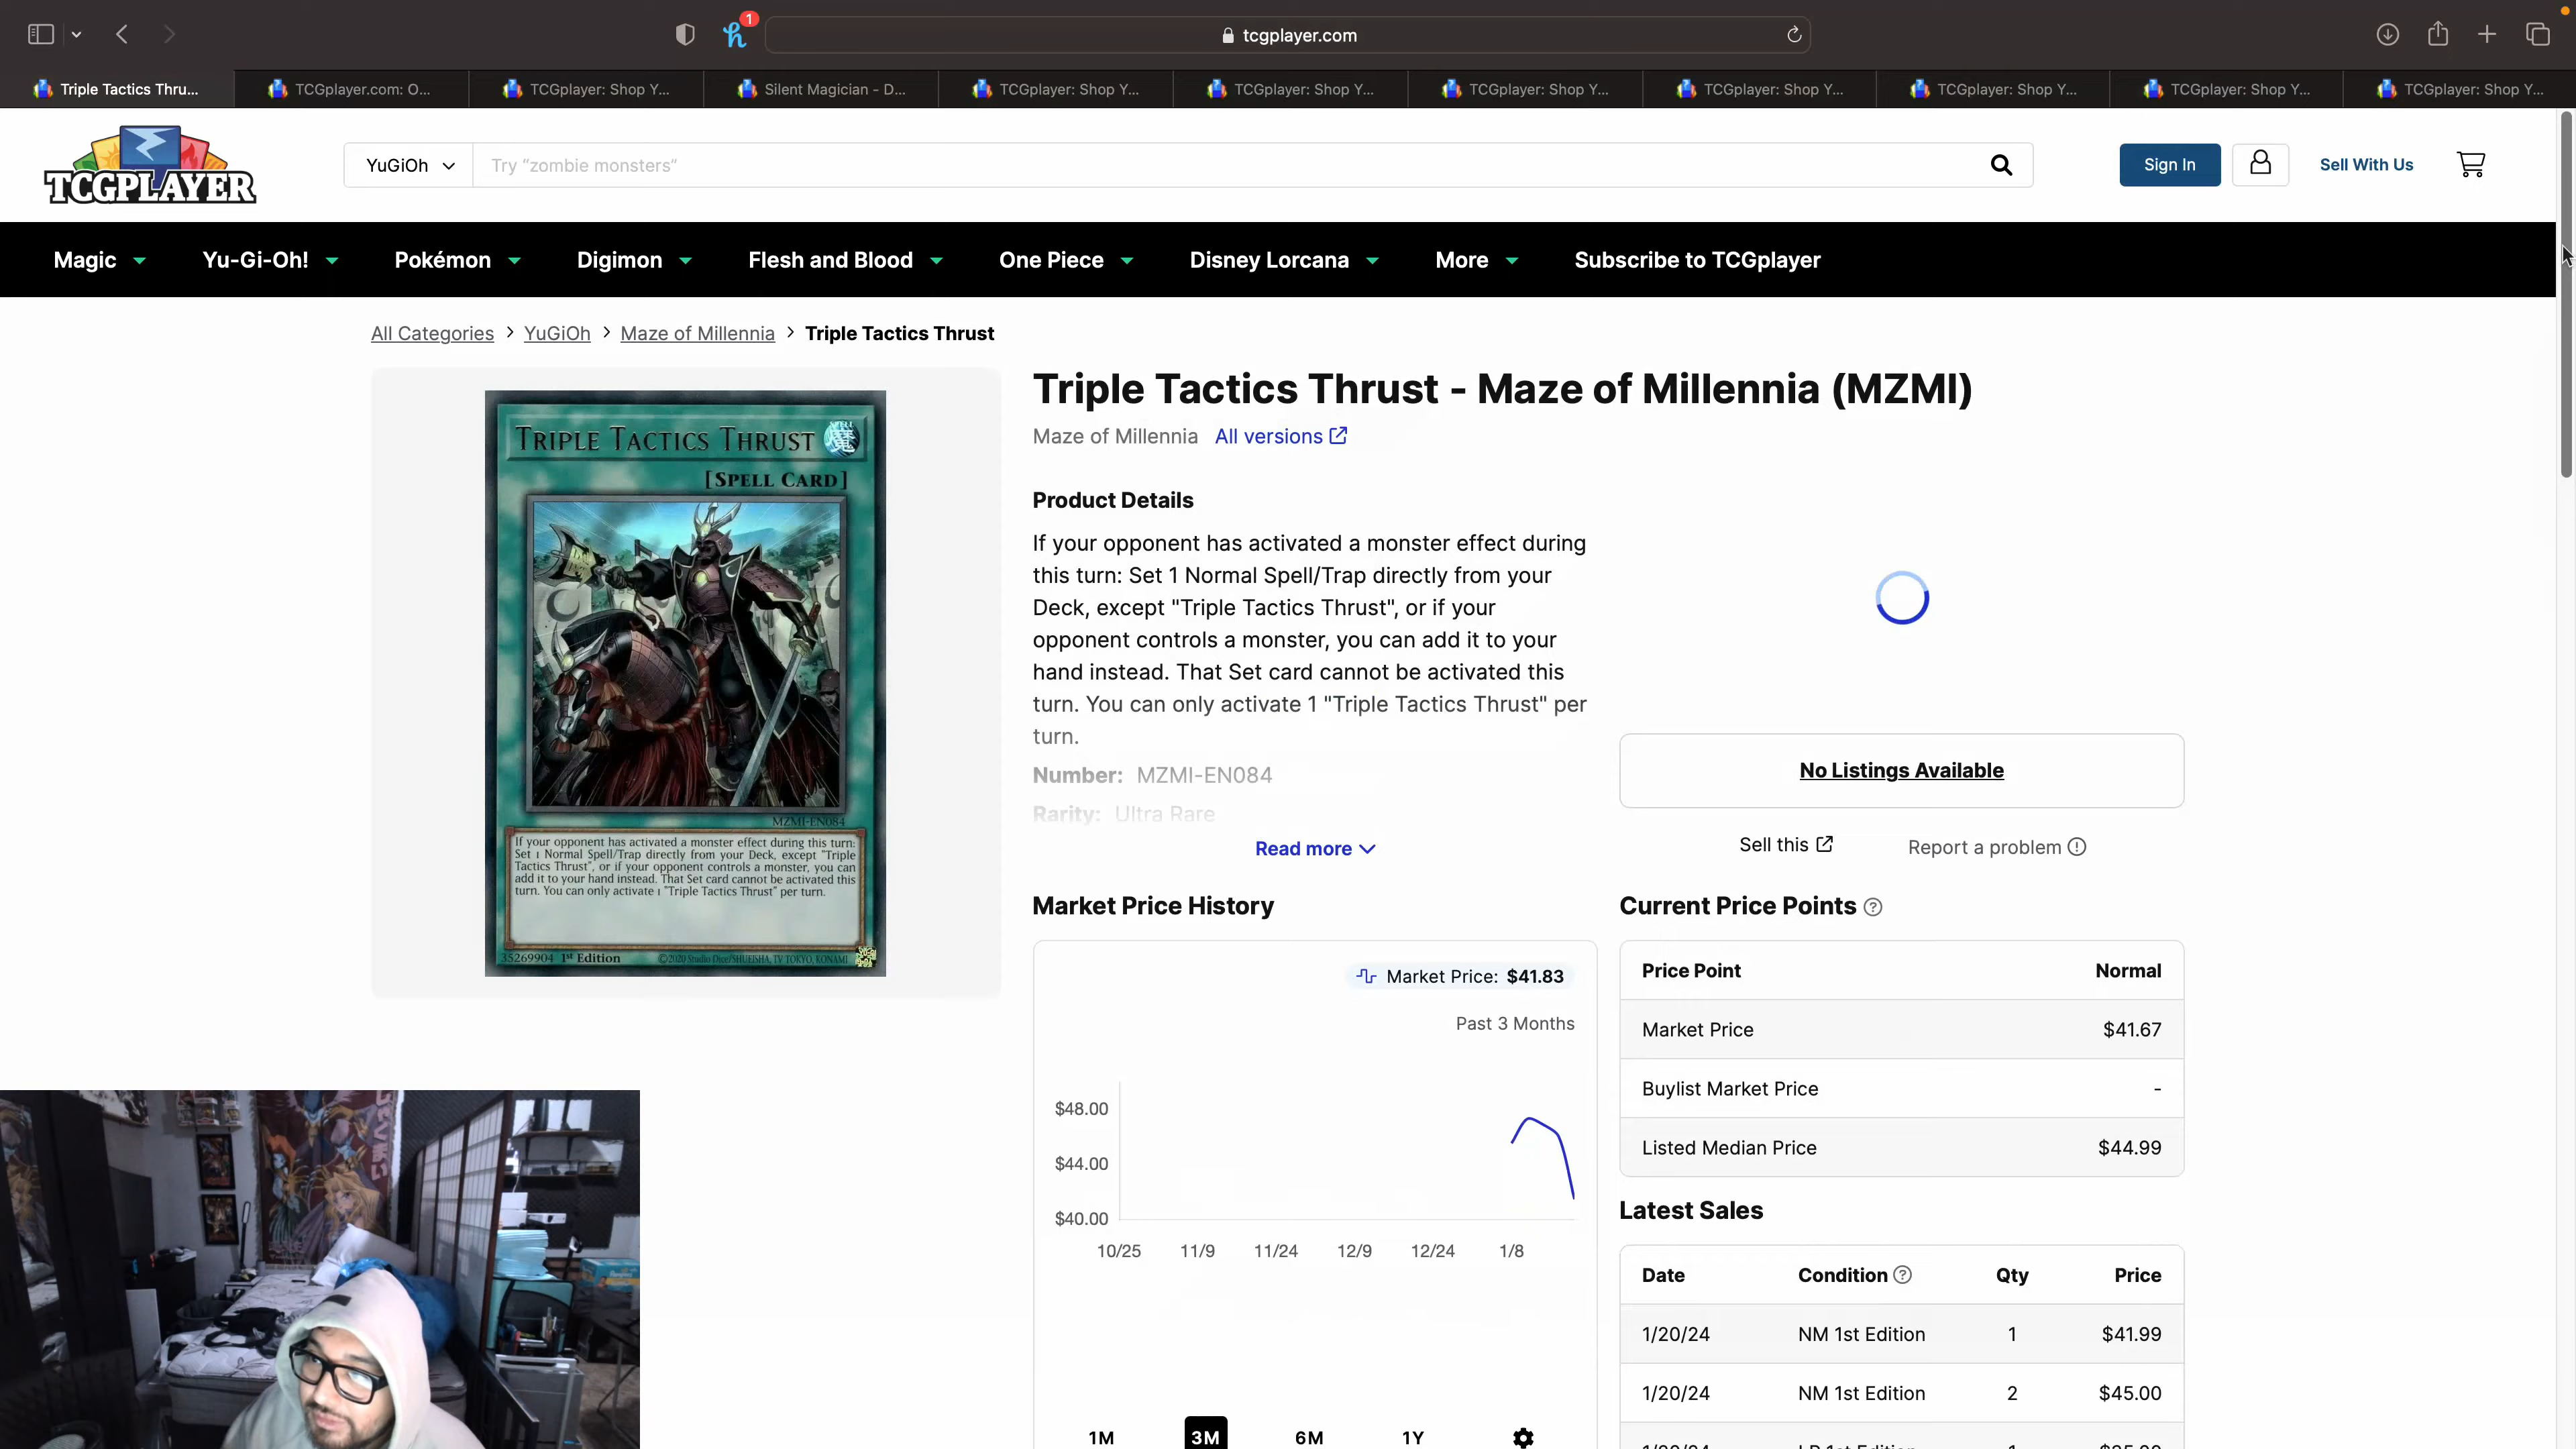 1
tcgplayer.com
Triple Tactics Thru...
TCGplayer.com: O...
TCGplayer: Shop Y...
Silent Magician - D...
TCGplayer: Shop Y...
TCGplayer: Shop Y...
TCGplayer: Shop Y...
TCGplayer: Shop Y...
TCGplayer: Shop Y...
TCGplayer: Shop Y...
TCGplayer: Shop Y...
TCGPLAYER
YuGiOh
Try “zombie monsters”
Sign In
Sell With Us
Magic
Yu-Gi-Oh!
Pokémon
Digimon
Flesh and Blood
One Piece
Disney Lorcana
More
Subscribe to TCGplayer
All Categories > YuGiOh > Maze of Millennia > Triple Tactics Thrust
TRIPLE TACTICS THRUST
SPELL
魔
[SPELL CARD]
MZMI-EN084
If your opponent has activated a monster effect during this turn:
Set 1 Normal Spell/Trap directly from your Deck, except "Triple
Tactics Thrust", or if your opponent controls a monster, you can
add it to your hand instead. That Set card cannot be activated this
turn. You can only activate 1 "Triple Tactics Thrust" per turn.
35269904 1st Edition ©2020 Studio Dice/SHUEISHA, TV TOKYO, KONAMI
Triple Tactics Thrust - Maze of Millennia (MZMI)
Maze of Millennia All versions
Product Details
If your opponent has activated a monster effect during
this turn: Set 1 Normal Spell/Trap directly from your
Deck, except "Triple Tactics Thrust", or if your
opponent controls a monster, you can add it to your
hand instead. That Set card cannot be activated this
turn. You can only activate 1 "Triple Tactics Thrust" per
turn.
Number: MZMI-EN084
Rarity: Ultra Rare
Read more
No Listings Available
Sell this
Report a problem
Market Price History
Market Price: $41.83
Past 3 Months
$48.00
$44.00
$40.00
10/25 11/9 11/24 12/9 12/24 1/8
1M 3M 6M 1Y
Current Price Points
Price Point Normal
Market Price $41.67
Buylist Market Price -
Listed Median Price $44.99
Latest Sales
Date Condition Qty Price
1/20/24 NM 1st Edition 1 $41.99
1/20/24 NM 1st Edition 2 $45.00